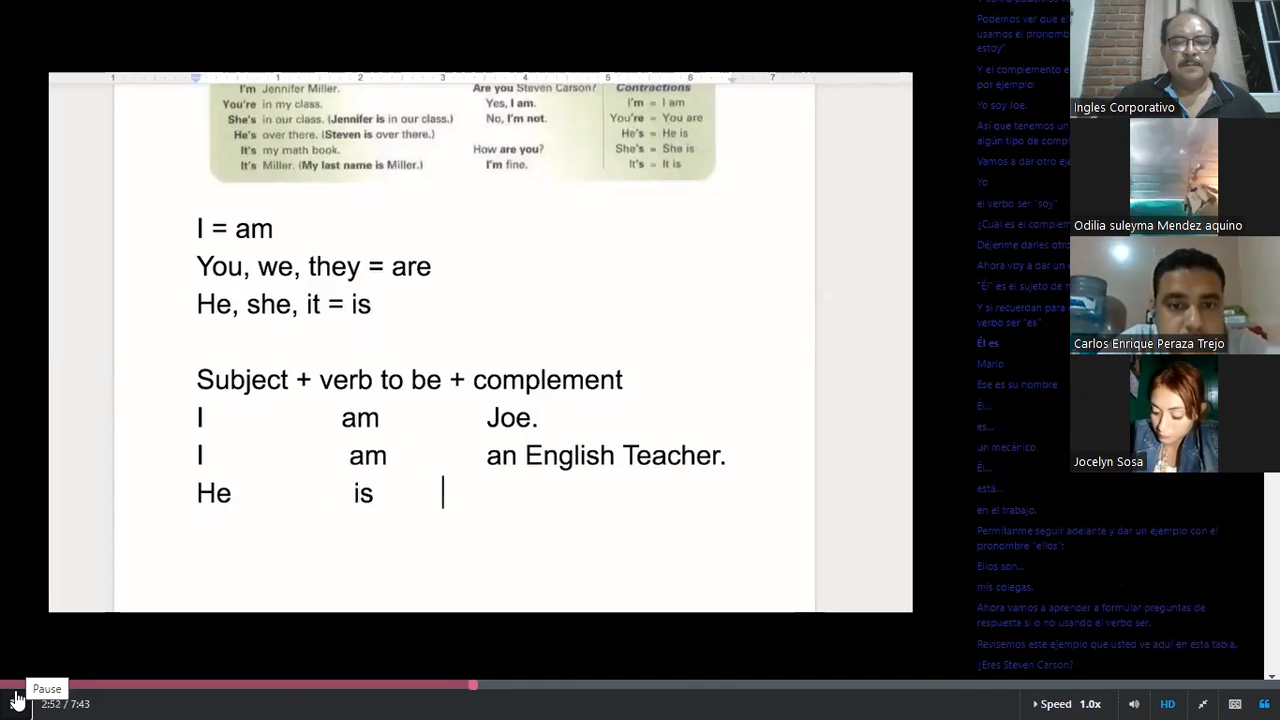 1 1 2 3 4 5 6 7
I'm Jennifer Miller.
You're in my class.
She's in our class. (Jennifer is in our class.)
He's over there. (Steven is over there.)
It's my math book.
It's Miller. (My last name is Miller.)
Are you Steven Carson?
Yes, I am.
No, I'm not.
How are you?
I'm fine.
Contractions
I'm = I am
You're = You are
He's = He is
She's = She is
It's = It is
I = am
You, we, they = are
He, she, it = is
Subject + verb to be + complement
I am Joe.
I am an English Teacher.
He is
Podemos ver que el
usamos el pronom
estoy"
Y el complemento e
por ejemplo:
Yo soy Joe.
Así que tenemos un
algún tipo de comp
Vamos a dar otro ej
Yo
el verbo ser "soy"
¿Cuál es el complem
Déjenme darles otro
Ahora voy a dar un
"Él" es el sujeto de
Y si recuerdan para
verbo ser "es"
Él es
Mario
Ese es su nombre
Él...
es...
un mecánico.
Él...
está...
en el trabajo.
Permítanme seguir adelante y dar un ejemplo con el
pronombre "ellos":
Ellos son...
mis colegas.
Ahora vamos a aprender a formular preguntas de
respuesta sí o no usando el verbo ser.
Revisemos este ejemplo que usted ve aquí en esta tabla.
¿Eres Steven Carson?
Ingles Corporativo
Odilia suleyma Mendez aquino
Carlos Enrique Peraza Trejo
Jocelyn Sosa
Pause
2:52 / 7:43
Speed 1.0x
HD